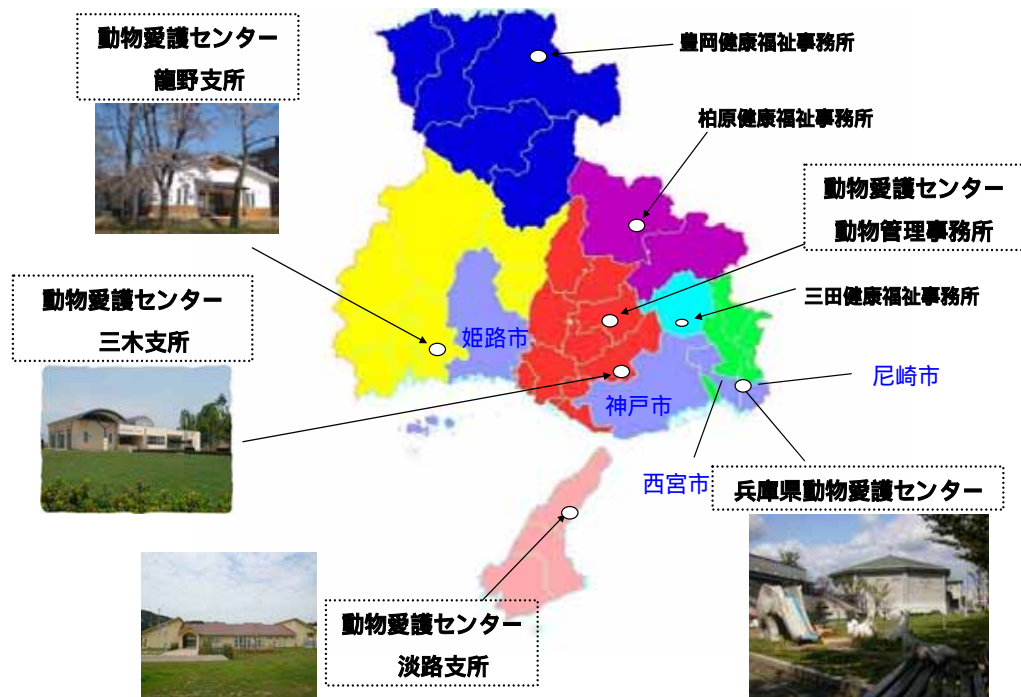 動物愛護センター
龍野支所
豊岡健康福祉事務所
柏原健康福祉事務所
動物愛護センター
動物管理事務所
動物愛護センター
三木支所
三田健康福祉事務所
姫路市
尼崎市
神戸市
西宮市
兵庫県動物愛護センター
動物愛護センター
淡路支所